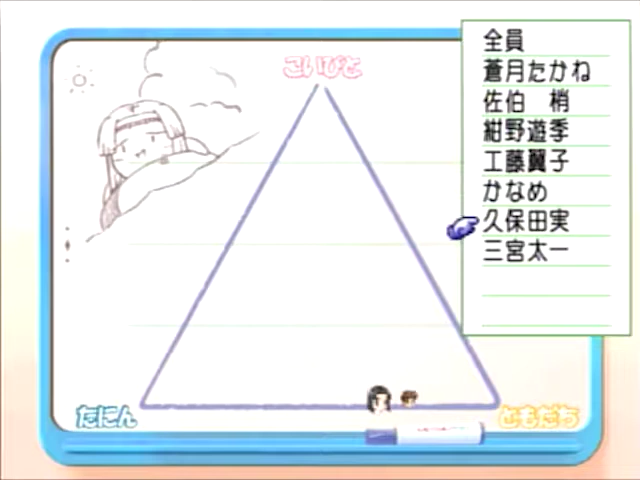 こいびと
全員
蒼月たかね
佐伯　梢
紺野遊季
工藤翼子
かなめ
久保田実
三宮太一
たにん
ともだち